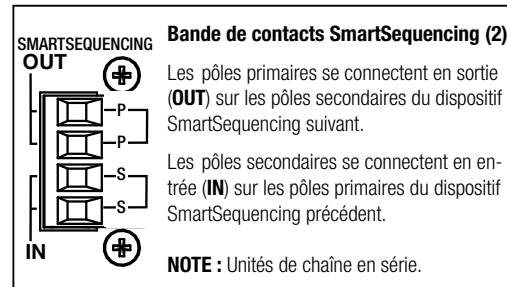 SMARTSEQUENCING
OUT
P
P
S
S
IN
Bande de contacts SmartSequencing (2)
Les pôles primaires se connectent en sortie
(OUT) sur les pôles secondaires du dispositif
SmartSequencing suivant.
Les pôles secondaires se connectent en en-
trée (IN) sur les pôles primaires du dispositif
SmartSequencing précédent.
NOTE : Unités de chaîne en série.